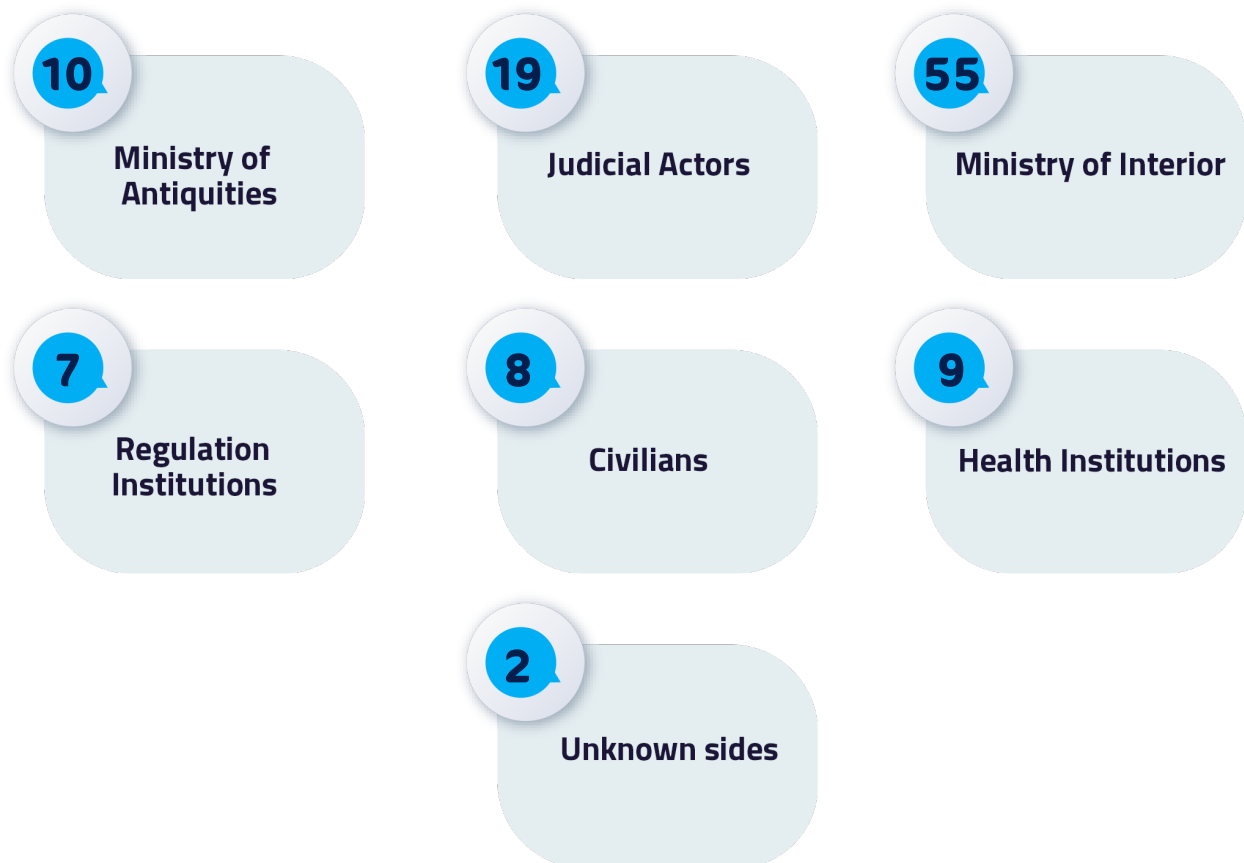 10
Ministry of
Antiquities
19
Judicial Actors
55
Ministry of Interior
7
Regulation
Institutions
8
Civilians
9
Health Institutions
2
Unknown sides